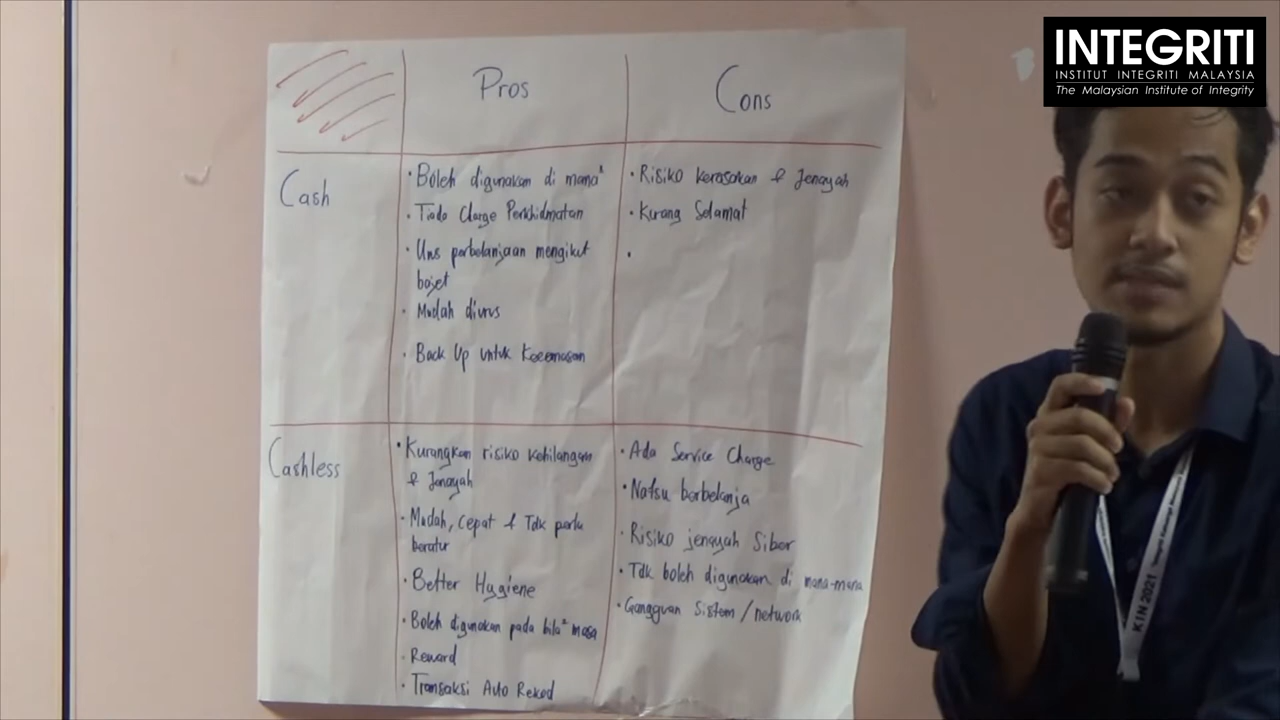 INTEGRITI
INSTITUT INTEGRITI MALAYSIA
The Malaysian Institute of Integrity
Pros
Cons
Cash
• Boleh digunakan di mana²
• Tiada Charge Perkhidmatan
• Urus perbelanjaan mengikut
bajet
• Mudah diurus
• Back Up untuk Kecemasan
• Risiko kerosakan & Jenayah
• Kurang Selamat
•
Cashless
• Kurangkan risiko kehilangan
& Jenayah
• Mudah, cepat & Tdk perlu
beratur
• Better Hygiene
• Boleh digunakan pada bila² masa
• Reward
• Transaksi Auto Rekod
• Ada Service Charge
• Nafsu berbelanja
• Risiko jenayah Siber
• Tdk boleh digunakan di mana-mana
• Gangguan Sistem / network
KIN 2021